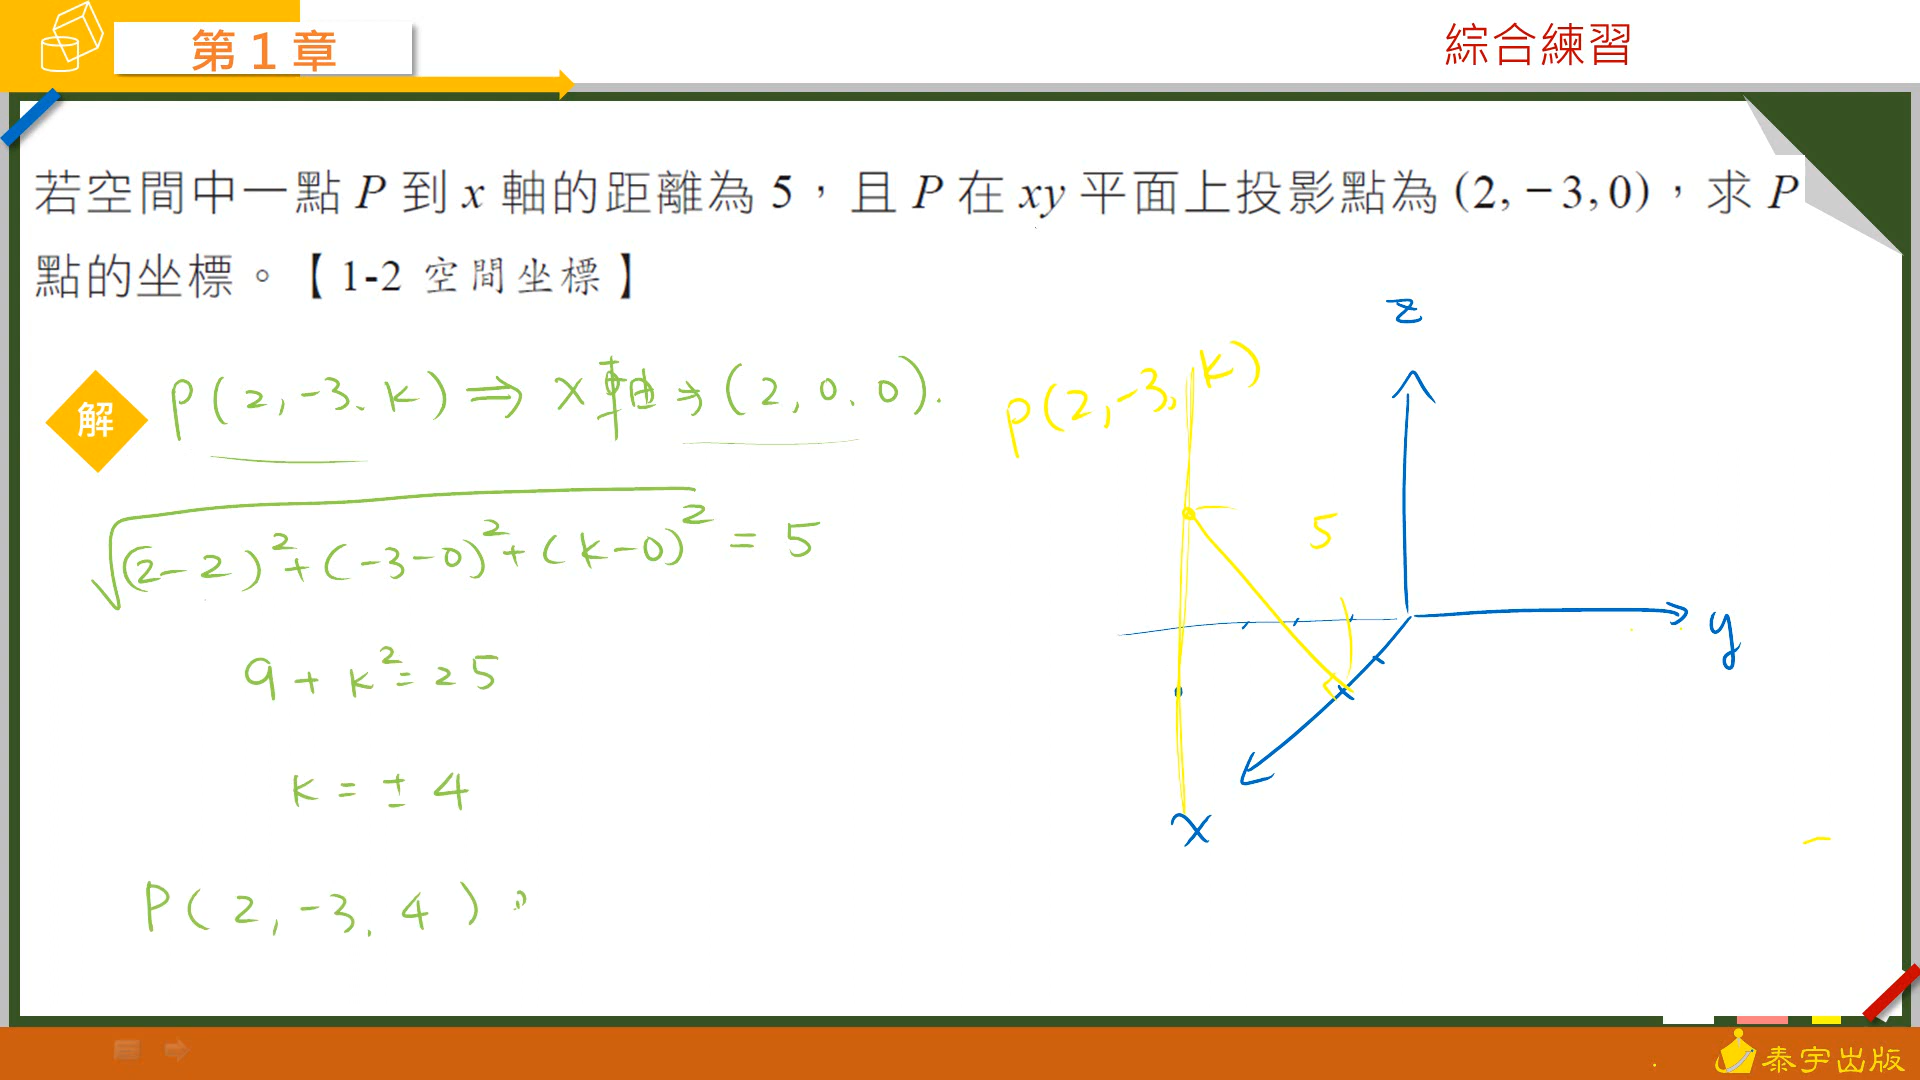 第 1 章
綜合練習
若空間中一點 P 到 x 軸的距離為 5，且 P 在 xy 平面上投影點為 (2, −3, 0)，求 P
點的坐標。【1-2 空間坐標】
解
P(2, -3, k) ⇒ x 軸 → (2, 0, 0).
√((2-2)²+(-3-0)²+(k-0)²) = 5
9 + k² = 25
k = ± 4
P(2, -3, 4)
P(2, -3, k)
z
5
y
x
泰宇出版